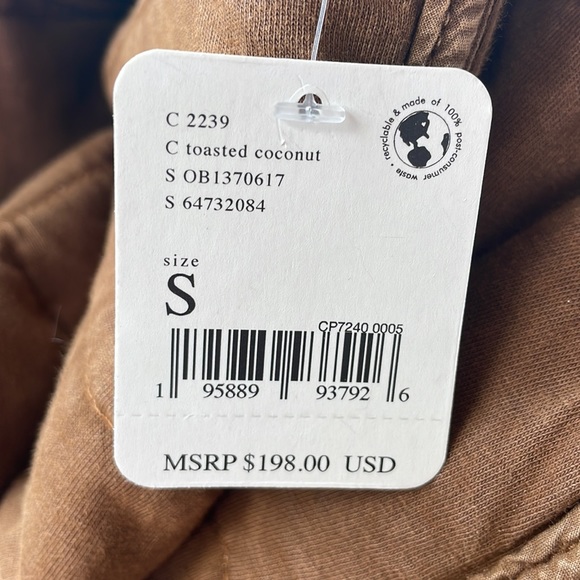 C 2239
C toasted coconut
S OB1370617
S 64732084
recyclable & made of 100% post-consumer waste •
size
S
CP7240 0005
1 95889 93792 6
MSRP $198.00 USD